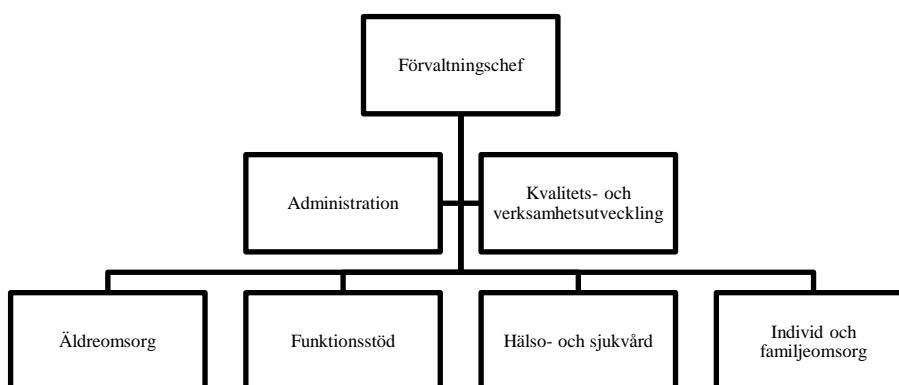 Förvaltningschef
Administration
Kvalitets- och
verksamhetsutveckling
Äldreomsorg
Funktionsstöd
Hälso- och sjukvård
Individ och
familjeomsorg